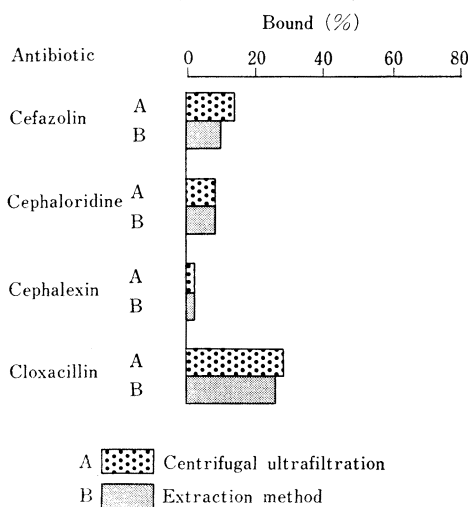 Bound (%)
Antibiotic
0 20 40 60 80
Cefazolin A
B
Cephaloridine A
B
Cephalexin A
B
Cloxacillin A
B
A Centrifugal ultrafiltration
B Extraction method